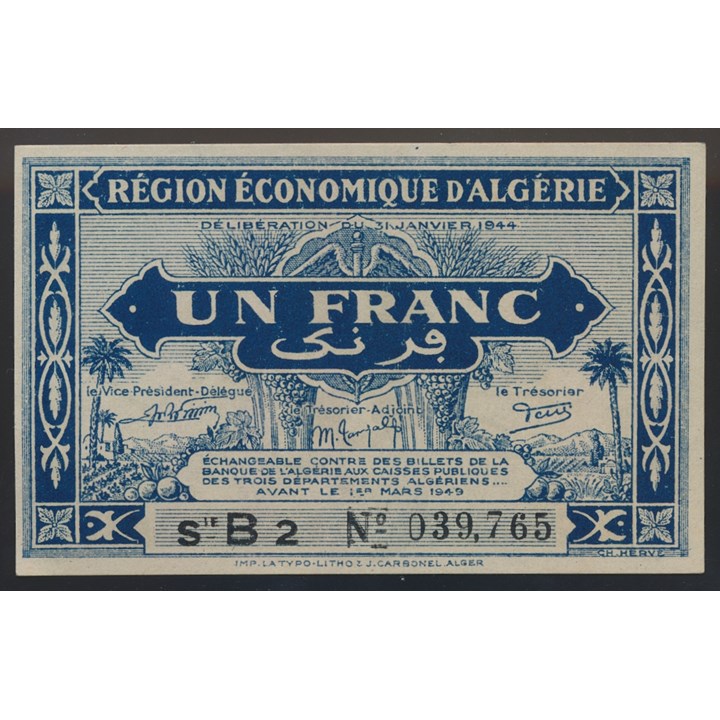 RÉGION ÉCONOMIQUE D'ALGÉRIE
DÉLIBÉRATION DU 31 JANVIER 1944
UN FRANC
فرنك
le Vice-Président-Délégué
le Trésorier-Adjoint
le Trésorier
ÉCHANGEABLE CONTRE DES BILLETS DE LA
BANQUE DE L'ALGÉRIE AUX CAISSES PUBLIQUES
DES TROIS DÉPARTEMENTS ALGÉRIENS....
AVANT LE 1ER MARS 1949
Sie B 2 No 039,765
CH. HERVÉ
IMP. LA TYPO-LITHO & J. CARBONEL. ALGER